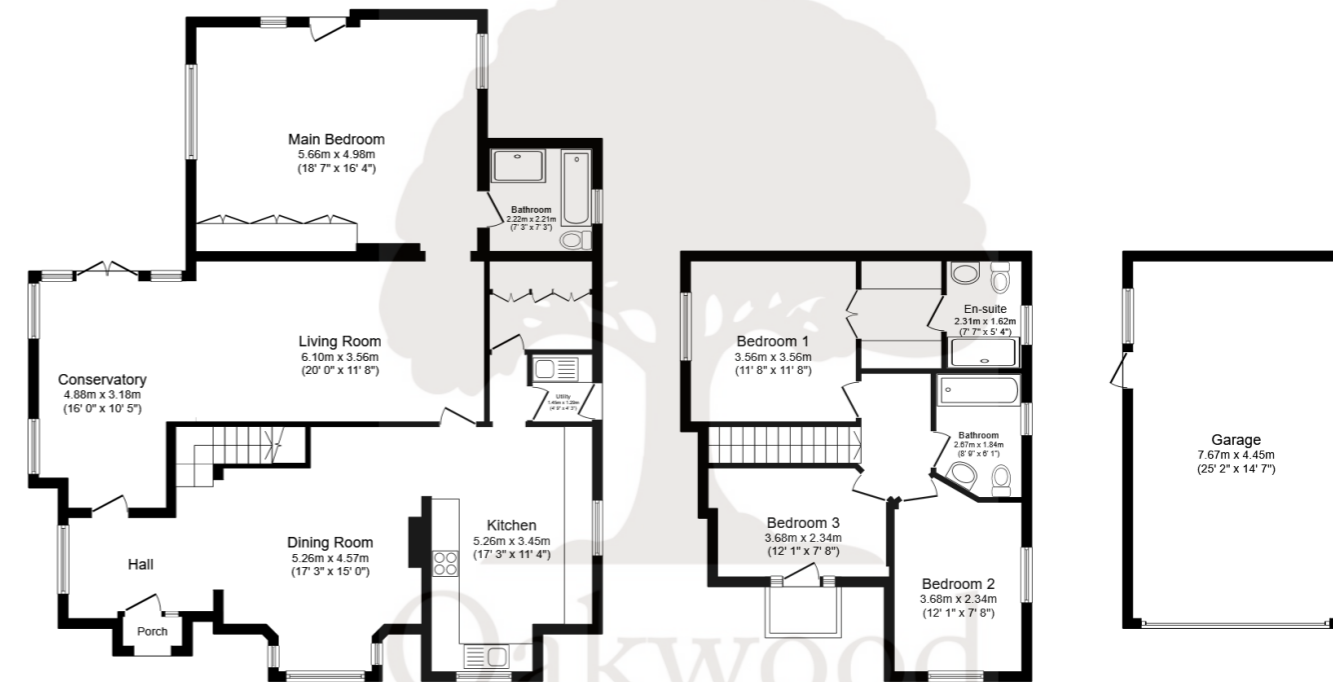 Main Bedroom
5.66m x 4.98m
(18' 7" x 16' 4")
Bathroom
2.22m x 2.21m
(7' 3" x 7' 3")
Living Room
6.10m x 3.56m
(20' 0" x 11' 8")
Conservatory
4.88m x 3.18m
(16' 0" x 10' 5")
Utility
Hall
Dining Room
5.26m x 4.57m
(17' 3" x 15' 0")
Kitchen
5.26m x 3.45m
(17' 3" x 11' 4")
Porch
Bedroom 1
3.56m x 3.56m
(11' 8" x 11' 8")
En-suite
2.31m x 1.62m
(7' 7" x 5' 4")
Bathroom
2.67m x 1.84m
(8' 9" x 6' 1")
Bedroom 3
3.68m x 2.34m
(12' 1" x 7' 8")
Bedroom 2
3.68m x 2.34m
(12' 1" x 7' 8")
Garage
7.67m x 4.45m
(25' 2" x 14' 7")
Oakwood